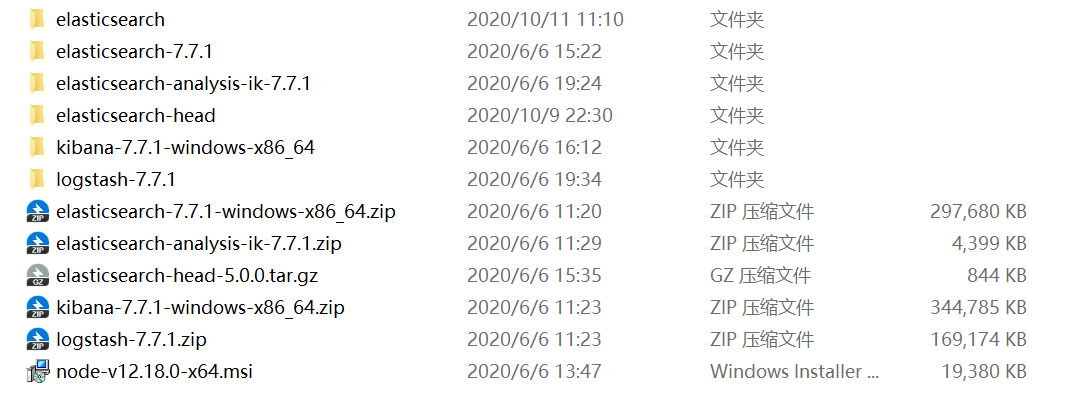 elasticsearch 2020/10/11 11:10 文件夹
elasticsearch-7.7.1 2020/6/6 15:22 文件夹
elasticsearch-analysis-ik-7.7.1 2020/6/6 19:24 文件夹
elasticsearch-head 2020/10/9 22:30 文件夹
kibana-7.7.1-windows-x86_64 2020/6/6 16:12 文件夹
logstash-7.7.1 2020/6/6 19:34 文件夹
ZIP elasticsearch-7.7.1-windows-x86_64.zip 2020/6/6 11:20 ZIP 压缩文件 297,680 KB
ZIP elasticsearch-analysis-ik-7.7.1.zip 2020/6/6 11:29 ZIP 压缩文件 4,399 KB
GZ elasticsearch-head-5.0.0.tar.gz 2020/6/6 15:35 GZ 压缩文件 844 KB
ZIP kibana-7.7.1-windows-x86_64.zip 2020/6/6 11:23 ZIP 压缩文件 344,785 KB
ZIP logstash-7.7.1.zip 2020/6/6 11:23 ZIP 压缩文件 169,174 KB
node-v12.18.0-x64.msi 2020/6/6 13:47 Windows Installer ... 19,380 KB